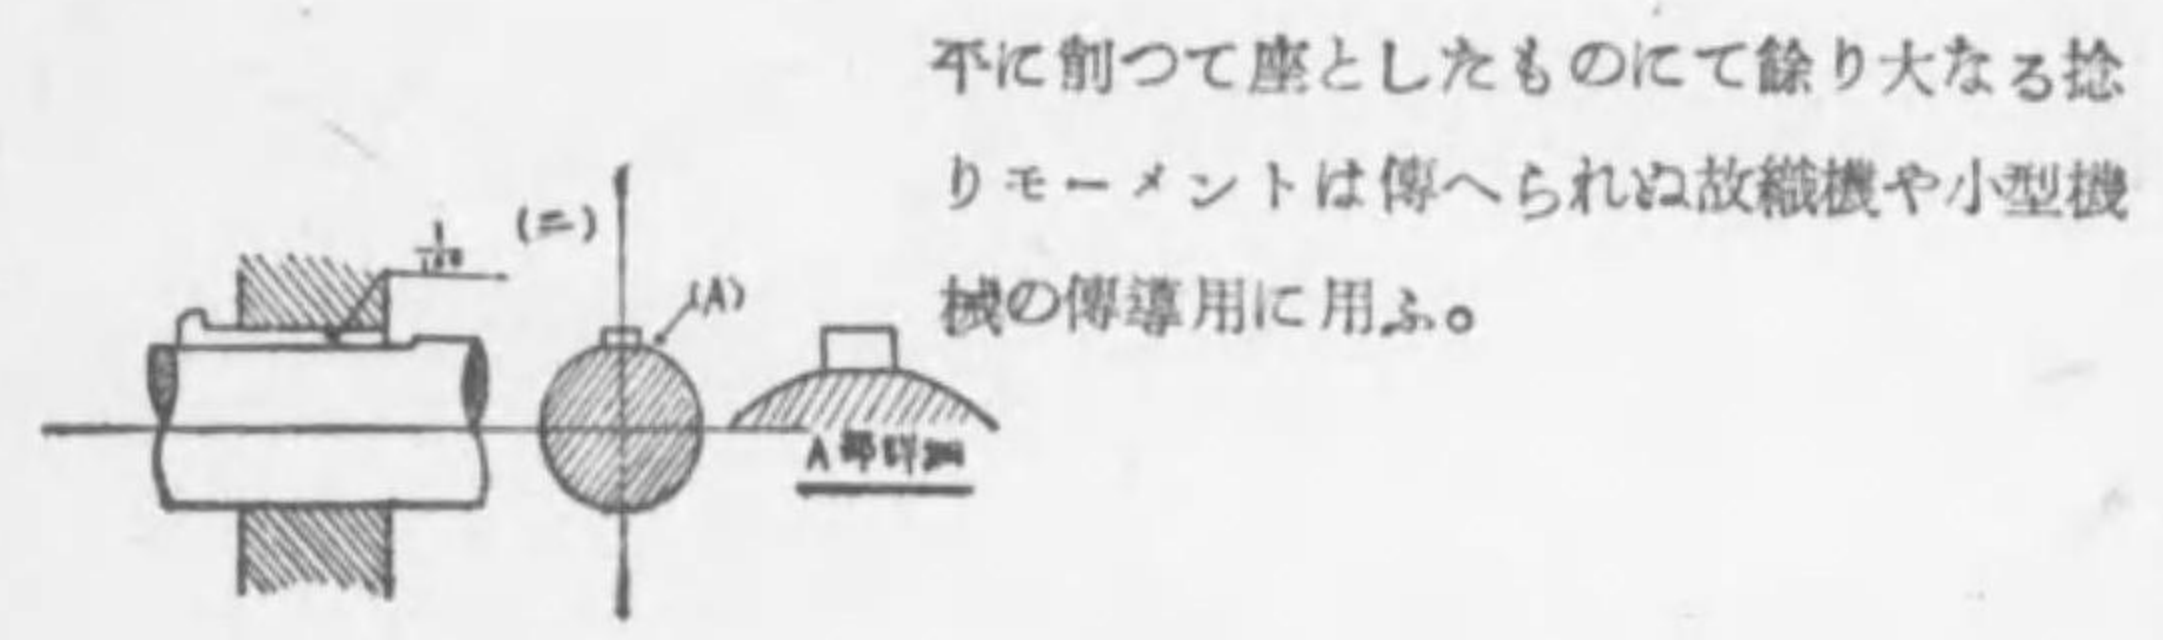 平に削つて座としたものにて餘り大なる捻
りモーメントは傳へられぬ故織機や小型機
械の傳導用に用ふ。
(二)
(A)
A部詳細